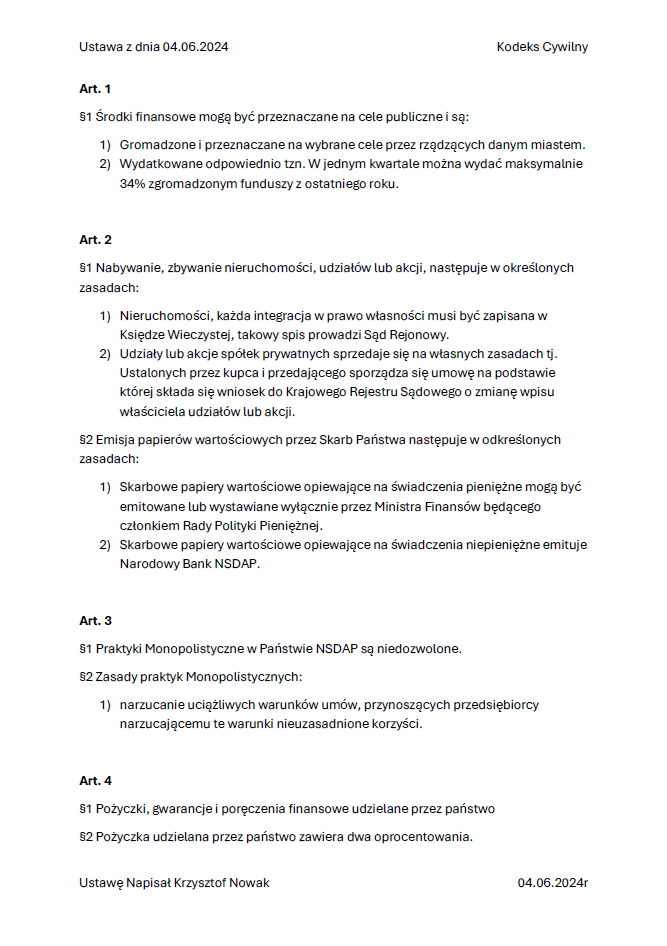 Ustawa z dnia 04.06.2024 Kodeks Cywilny
Art. 1
§1 Środki finansowe mogą być przeznaczane na cele publiczne i są:
1) Gromadzone i przeznaczane na wybrane cele przez rządzących danym miastem.
2) Wydatkowane odpowiednio tzn. W jednym kwartale można wydać maksymalnie
34% zgromadzonym funduszy z ostatniego roku.
Art. 2
§1 Nabywanie, zbywanie nieruchomości, udziałów lub akcji, następuje w określonych
zasadach:
1) Nieruchomości, każda integracja w prawo własności musi być zapisana w
Księdze Wieczystej, takowy spis prowadzi Sąd Rejonowy.
2) Udziały lub akcje spółek prywatnych sprzedaje się na własnych zasadach tj.
Ustalonych przez kupca i przedającego sporządza się umowę na podstawie
której składa się wniosek do Krajowego Rejestru Sądowego o zmianę wpisu
właściciela udziałów lub akcji.
§2 Emisja papierów wartościowych przez Skarb Państwa następuje w odkreślonych
zasadach:
1) Skarbowe papiery wartościowe opiewające na świadczenia pieniężne mogą być
emitowane lub wystawiane wyłącznie przez Ministra Finansów będącego
członkiem Rady Polityki Pieniężnej.
2) Skarbowe papiery wartościowe opiewające na świadczenia niepieniężne emituje
Narodowy Bank NSDAP.
Art. 3
§1 Praktyki Monopolistyczne w Państwie NSDAP są niedozwolone.
§2 Zasady praktyk Monopolistycznych:
1) narzucanie uciążliwych warunków umów, przynoszących przedsiębiorcy
narzucającemu te warunki nieuzasadnione korzyści.
Art. 4
§1 Pożyczki, gwarancje i poręczenia finansowe udzielane przez państwo
§2 Pożyczka udzielana przez państwo zawiera dwa oprocentowania.
Ustawę Napisał Krzysztof Nowak 04.06.2024r